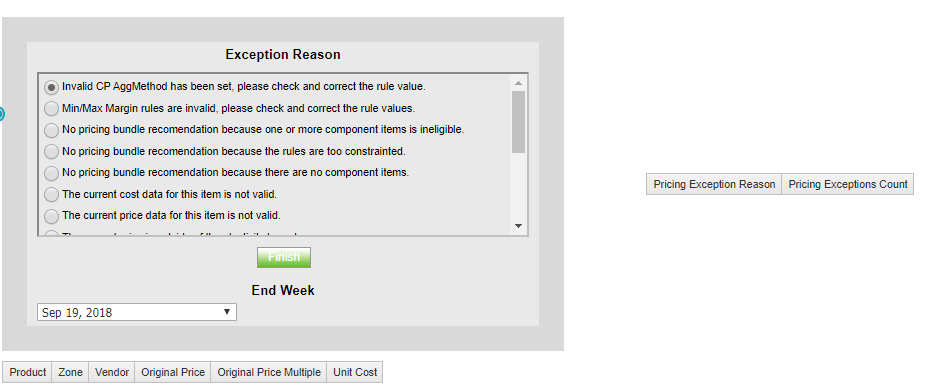 Exception Reason
Invalid CP AggMethod has been set, please check and correct the rule value.
Min/Max Margin rules are invalid, please check and correct the rule values.
No pricing bundle recomendation because one or more component items is ineligible.
No pricing bundle recomendation because the rules are too constrainted.
No pricing bundle recomendation because there are no component items.
The current cost data for this item is not valid.
The current price data for this item is not valid.
Finish
End Week
Sep 19, 2018
Pricing Exception Reason Pricing Exceptions Count
Product Zone Vendor Original Price Original Price Multiple Unit Cost